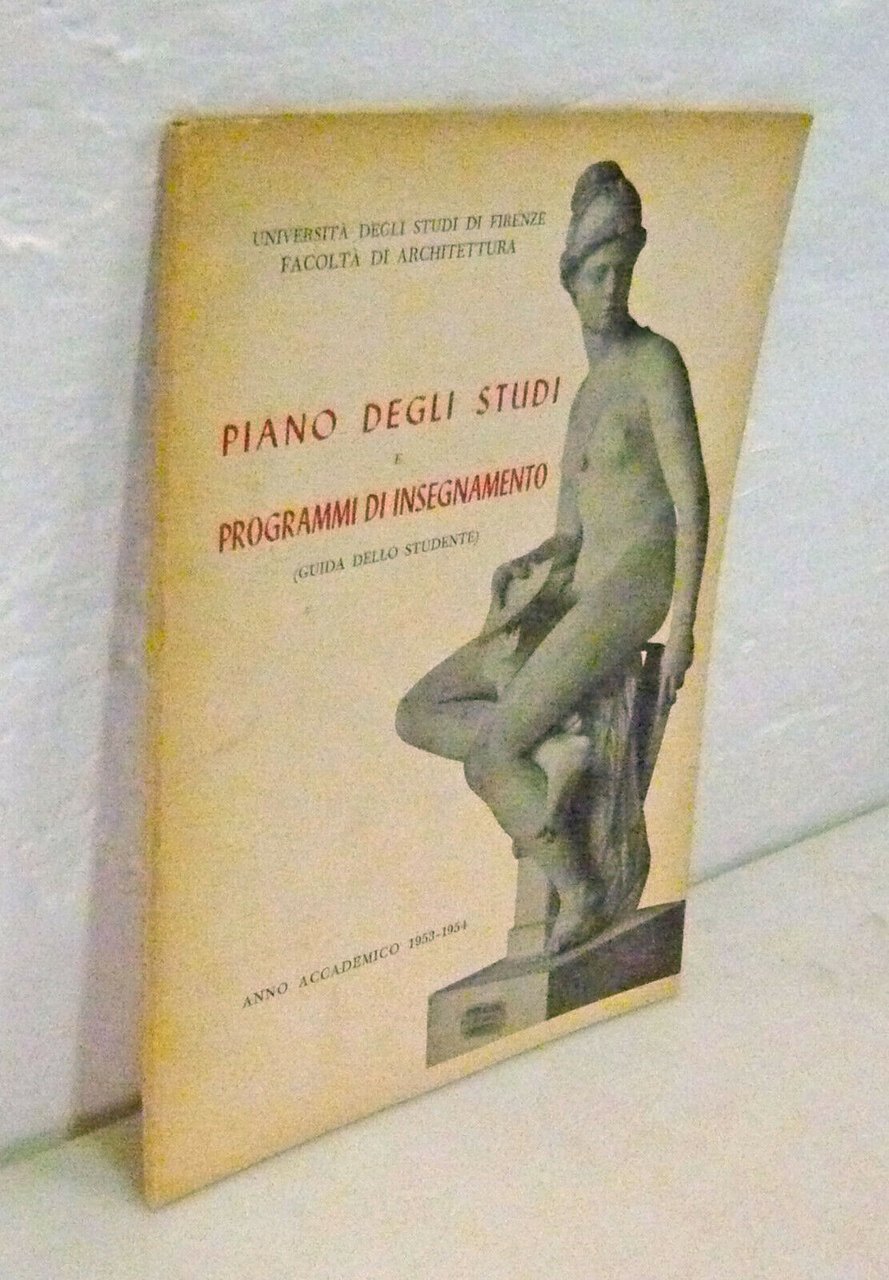 UNIVERSITÀ DEGLI STUDI DI FIRENZE
FACOLTÀ DI ARCHITETTURA
PIANO DEGLI STUDI
E
PROGRAMMI DI INSEGNAMENTO
(GUIDA DELLO STUDENTE)
ANNO ACCADEMICO 1953-1954